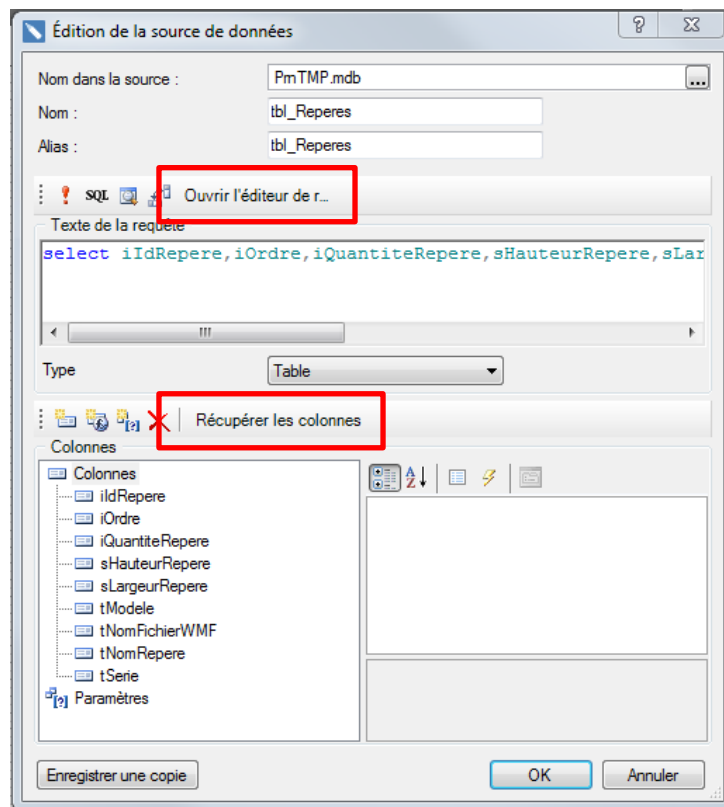 Édition de la source de données
Nom dans la source : PmTMP.mdb ...
Nom : tbl_Reperes
Alias : tbl_Reperes
SQL Ouvrir l'éditeur de r...
Texte de la requête
select iIdRepere,iOrdre,iQuantiteRepere,sHauteurRepere,sLar
Type Table
Récupérer les colonnes
Colonnes
Colonnes
iIdRepere
iOrdre
iQuantiteRepere
sHauteurRepere
sLargeurRepere
tModele
tNomFichierWMF
tNomRepere
tSerie
Paramètres
Enregistrer une copie OK Annuler